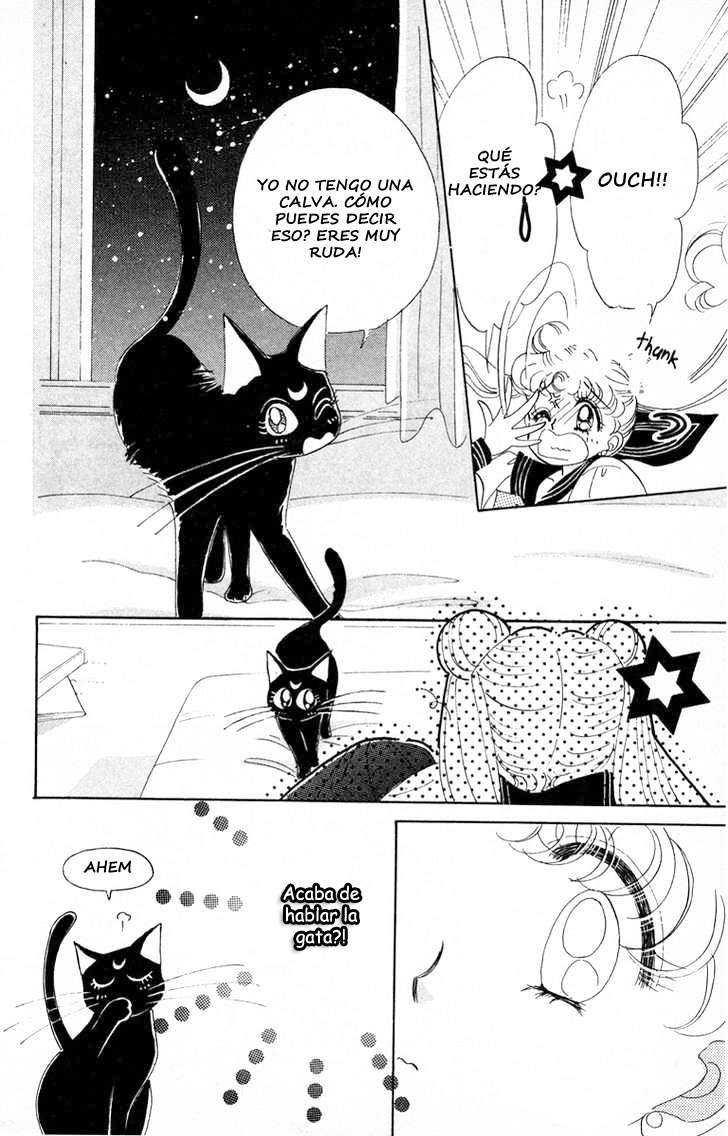 OUCH!!
QUÉ
ESTÁS
HACIENDO?
thank
YO NO TENGO UNA
CALVA. CÓMO
PUEDES DECIR
ESO? ERES MUY
RUDA!
Acaba de
hablar la
gata?!
AHEM